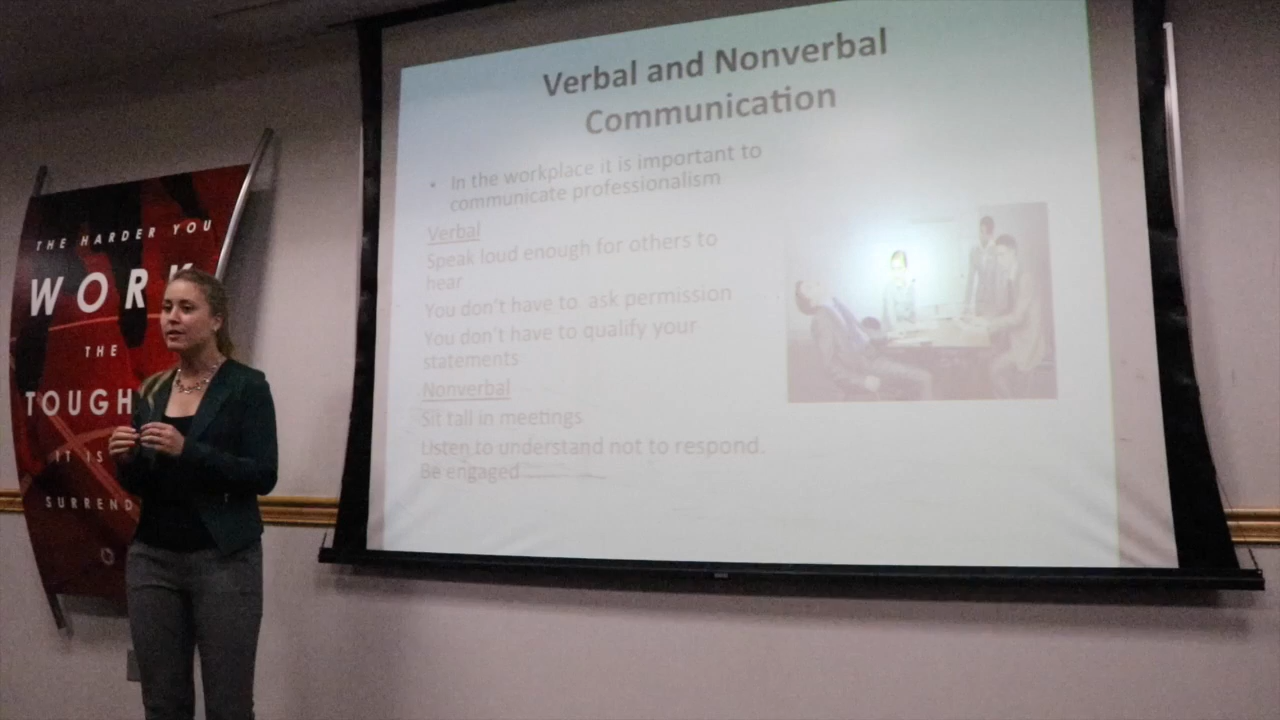 THE HARDER YOU
WORK
THE
TOUGH
IT IS
SURREND
Verbal and Nonverbal
Communication
• In the workplace it is important to
communicate professionalism
Verbal
Speak loud enough for others to
hear
You don't have to ask permission
You don't have to qualify your
statements
Nonverbal
Sit tall in meetings
Listen to understand not to respond.
Be engaged